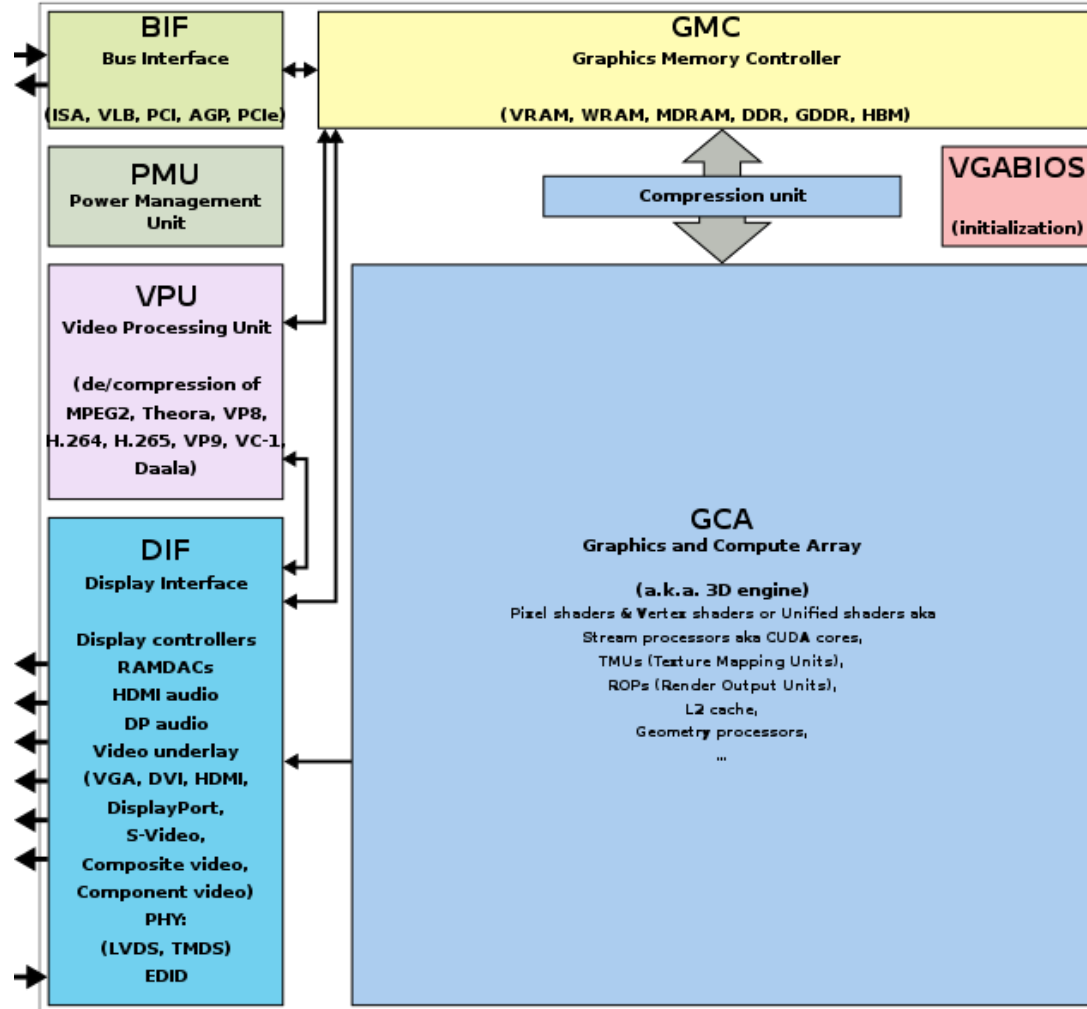 BIF
Bus Interface
(ISA, VLB, PCI, AGP, PCIe)
GMC
Graphics Memory Controller
(VRAM, WRAM, MDRAM, DDR, GDDR, HBM)
PMU
Power Management
Unit
Compression unit
VGABIOS
(initialization)
VPU
Video Processing Unit
(de/compression of
MPEG2, Theora, VP8,
H.264, H.265, VP9, VC-1,
Daala)
DIF
Display Interface
Display controllers
RAMDACs
HDMI audio
DP audio
Video underlay
(VGA, DVI, HDMI,
DisplayPort,
S-Video,
Composite video,
Component video)
PHY:
(LVDS, TMDS)
EDID
GCA
Graphics and Compute Array
(a.k.a. 3D engine)
Pixel shaders & Vertex shaders or Unified shaders aka
Stream processors aka CUDA cores,
TMUs (Texture Mapping Units),
ROPs (Render Output Units),
L2 cache,
Geometry processors,
...